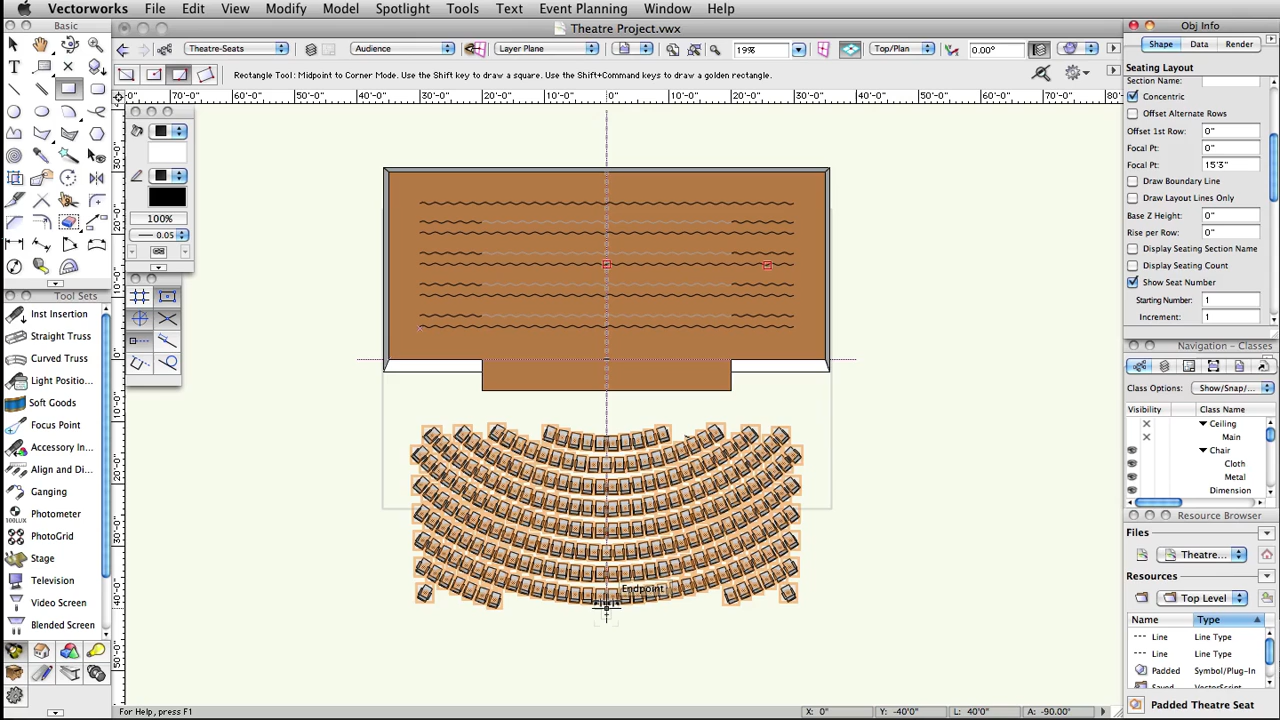 Vectorworks File Edit View Modify Model Spotlight Tools Text Event Planning Window Help
Theatre Project.vwx
Basic
Obj Info
Theatre-Seats
Audience
Layer Plane
19%
Top/Plan
0.00°
Shape Data Render
Rectangle Tool: Midpoint to Corner Mode. Use the Shift key to draw a square. Use the Shift+Command keys to draw a golden rectangle.
Seating Layout
Section Name:
Concentric
Offset Alternate Rows
Offset 1st Row: 0"
Focal Pt: 0"
Focal Pt: 15'3"
Draw Boundary Line
Draw Layout Lines Only
Base Z Height: 0"
Rise per Row: 0"
Display Seating Section Name
Display Seating Count
Show Seat Number
Starting Number: 1
Increment: 1
100%
0.05
Tool Sets
Inst Insertion
Straight Truss
Curved Truss
Light Positio...
Soft Goods
Focus Point
Accessory In...
Align and Di...
Ganging
Photometer
PhotoGrid
Stage
Television
Video Screen
Blended Screen
Endpoint
Navigation - Classes
Class Options: Show/Snap/...
Visibility Class Name
Ceiling
Main
Chair
Cloth
Metal
Dimension
Resource Browser
Files
Theatre...
Resources
Top Level
Name Type
Line Line Type
Line Line Type
Padded Symbol/Plug-In
Saved VectorScript
Padded Theatre Seat
For Help, press F1
X: 0" Y: -40'0" L: 40'0" A: -90.00°